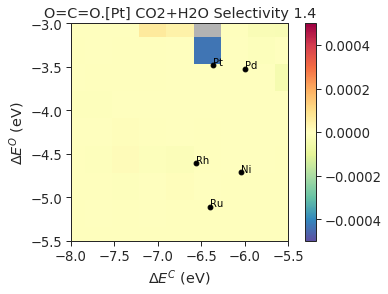 O=C=O.[Pt] CO2+H2O Selectivity 1.4
−3.0
−3.5
−4.0
−4.5
−5.0
−5.5
ΔE^O (eV)
Pt
Pd
Rh
Ni
Ru
−8.0 −7.5 −7.0 −6.5 −6.0 −5.5
ΔE^C (eV)
0.0004
0.0002
0.0000
−0.0002
−0.0004